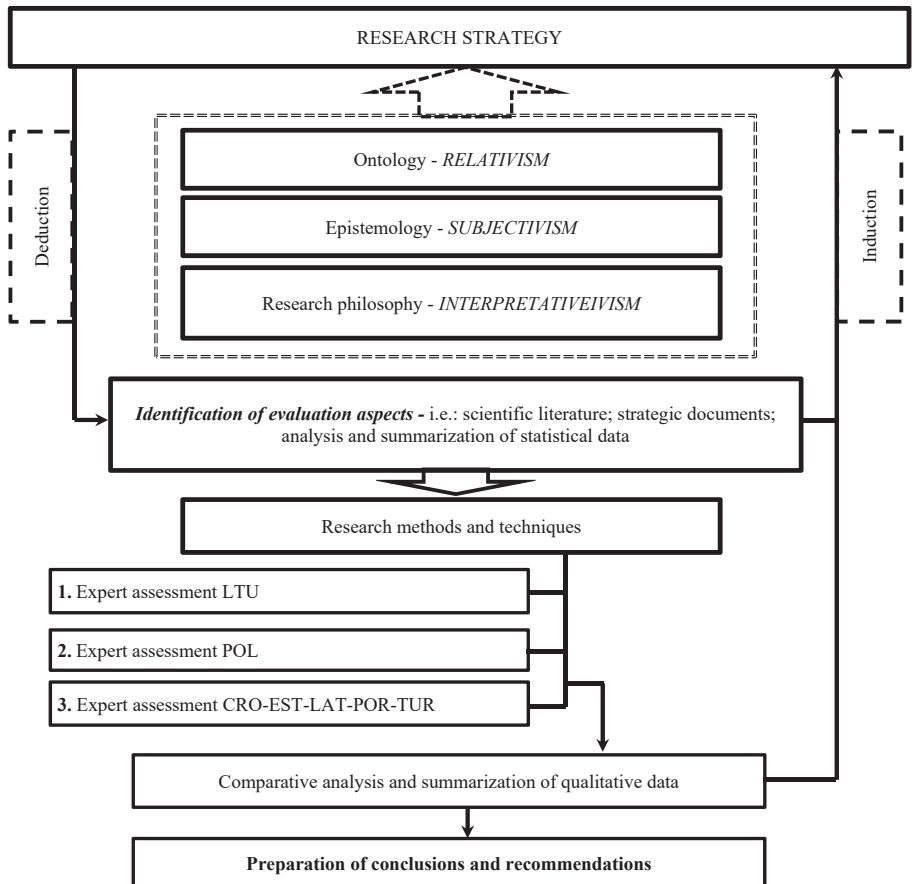 RESEARCH STRATEGY
Deduction
Ontology - RELATIVISM
Epistemology - SUBJECTIVISM
Research philosophy - INTERPRETATIVEIVISM
Induction
Identification of evaluation aspects - i.e.: scientific literature; strategic documents;
analysis and summarization of statistical data
Research methods and techniques
1. Expert assessment LTU
2. Expert assessment POL
3. Expert assessment CRO-EST-LAT-POR-TUR
Comparative analysis and summarization of qualitative data
Preparation of conclusions and recommendations